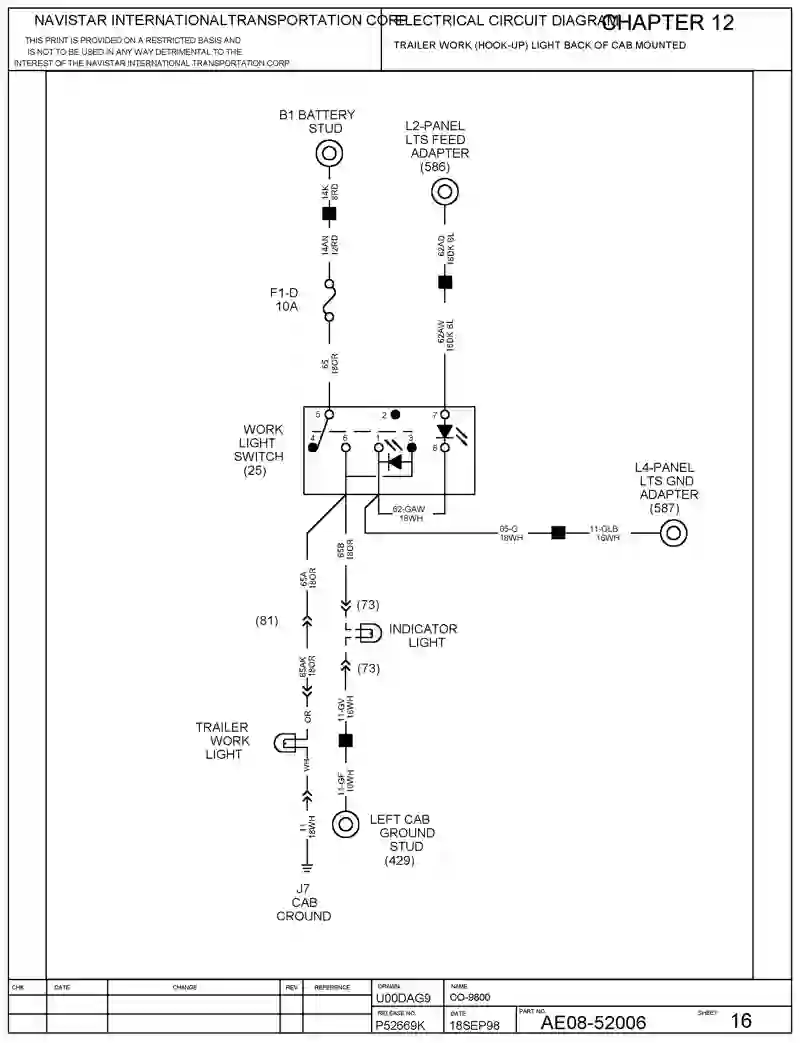 NAVISTAR INTERNATIONALTRANSPORTATION CORP
ELECTRICAL CIRCUIT DIAGRAM
CHAPTER 12
THIS PRINT IS PROVIDED ON A RESTRICTED BASIS AND
IS NOT TO BE USED IN ANY WAY DETRIMENTAL TO THE
INTEREST OF THE NAVISTAR INTERNATIONAL TRANSPORTATION CORP
TRAILER WORK (HOOK-UP) LIGHT BACK OF CAB MOUNTED
B1 BATTERY
STUD
L2-PANEL
LTS FEED
ADAPTER
(586)
14K
8RD
14AN
12RD
62AD
16DK BL
F1-D
10A
62AW
16DK BL
65
18OR
5
2
7
WORK
LIGHT
SWITCH
(25)
4
6
1
3
8
L4-PANEL
LTS GND
ADAPTER
(587)
62-GAW
18WH
65-G
18WH
11-GLB
16WH
65B
18OR
65A
18OR
(73)
(81)
INDICATOR
LIGHT
65AK
18OR
(73)
11-GV
16WH
OR
TRAILER
WORK
LIGHT
WH
11-GF
10WH
11
18WH
LEFT CAB
GROUND
STUD
(429)
J7
CAB
GROUND
CHK
DATE
CHANGE
REV
REFERENCE
DRAWN
U00DAG9
NAME
CO-9800
RELEASE NO.
P52669K
DATE
18SEP98
PART NO.
AE08-52006
SHEET
16